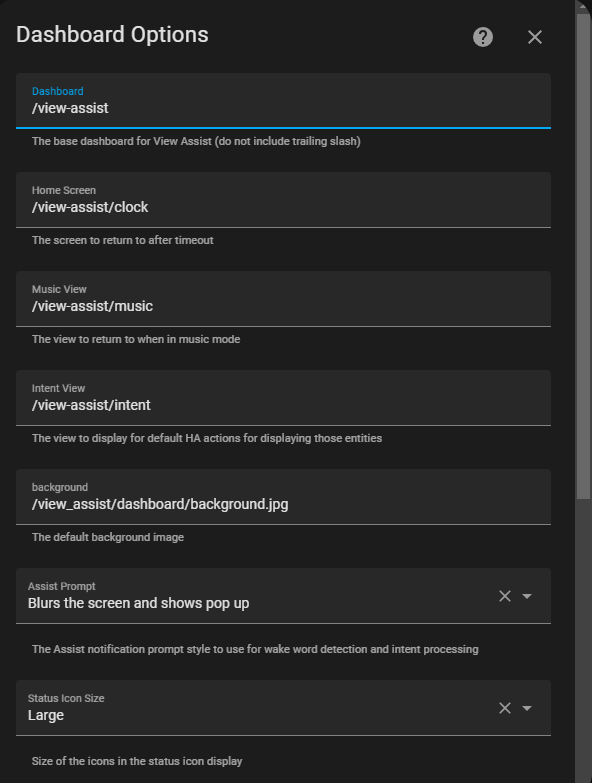 Dashboard Options
Dashboard
/view-assist
The base dashboard for View Assist (do not include trailing slash)
Home Screen
/view-assist/clock
The screen to return to after timeout
Music View
/view-assist/music
The view to return to when in music mode
Intent View
/view-assist/intent
The view to display for default HA actions for displaying those entities
background
/view_assist/dashboard/background.jpg
The default background image
Assist Prompt
Blurs the screen and shows pop up
The Assist notification prompt style to use for wake word detection and intent processing
Status Icon Size
Large
Size of the icons in the status icon display